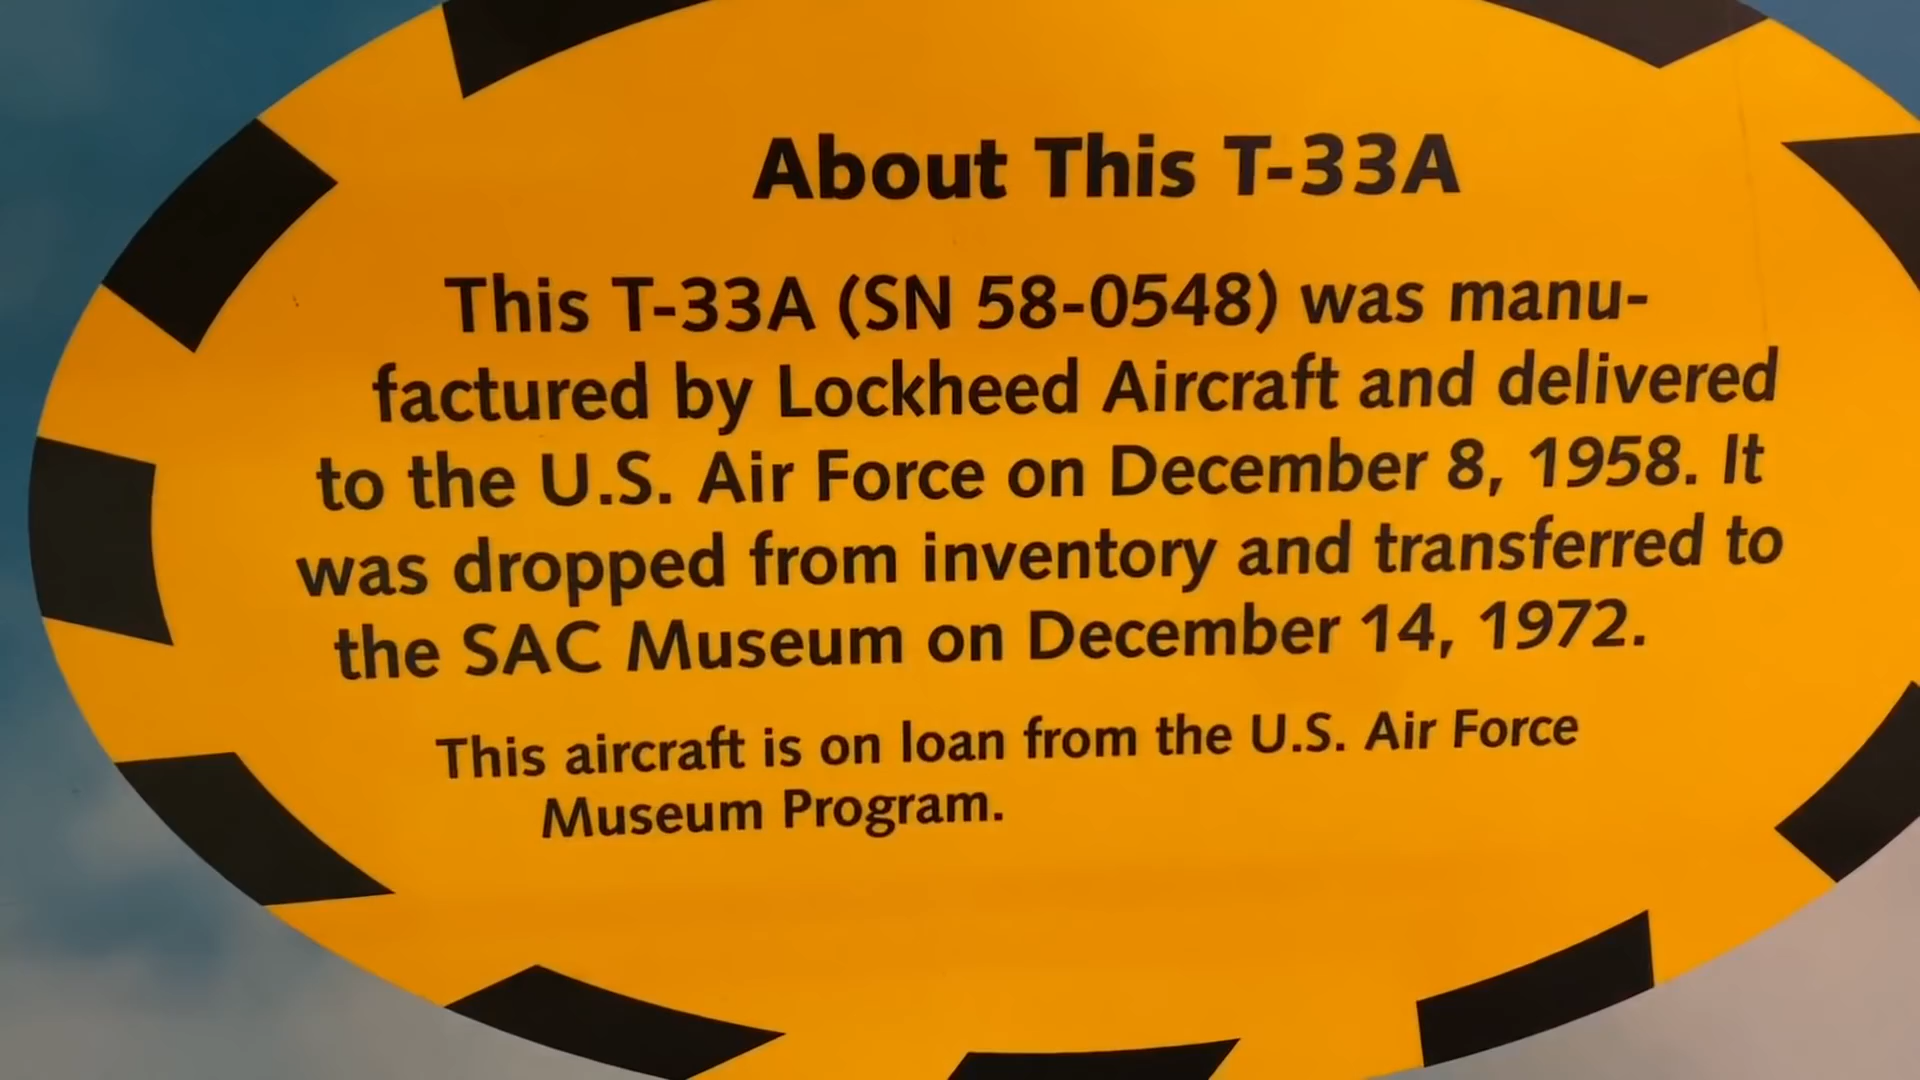 About This T-33A
This T-33A (SN 58-0548) was manu-
factured by Lockheed Aircraft and delivered
to the U.S. Air Force on December 8, 1958. It
was dropped from inventory and transferred to
the SAC Museum on December 14, 1972.
This aircraft is on loan from the U.S. Air Force
Museum Program.